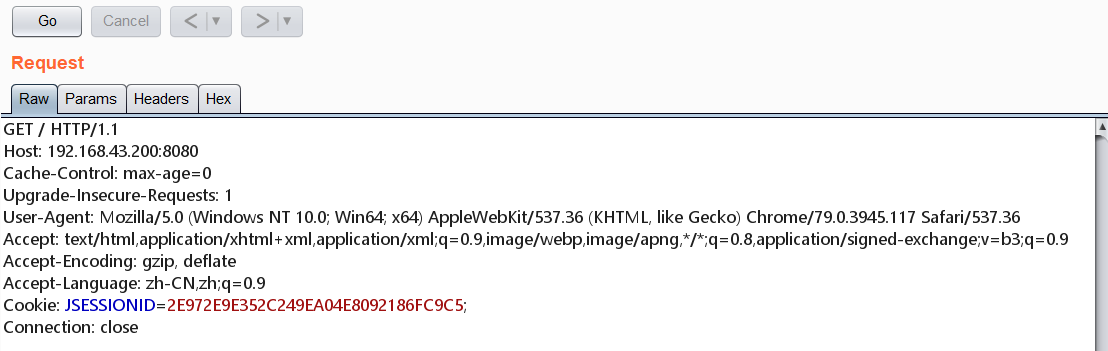 Go Cancel < >
Request
Raw Params Headers Hex
GET / HTTP/1.1
Host: 192.168.43.200:8080
Cache-Control: max-age=0
Upgrade-Insecure-Requests: 1
User-Agent: Mozilla/5.0 (Windows NT 10.0; Win64; x64) AppleWebKit/537.36 (KHTML, like Gecko) Chrome/79.0.3945.117 Safari/537.36
Accept: text/html,application/xhtml+xml,application/xml;q=0.9,image/webp,image/apng,*/*;q=0.8,application/signed-exchange;v=b3;q=0.9
Accept-Encoding: gzip, deflate
Accept-Language: zh-CN,zh;q=0.9
Cookie: JSESSIONID=2E972E9E352C249EA04E8092186FC9C5;
Connection: close